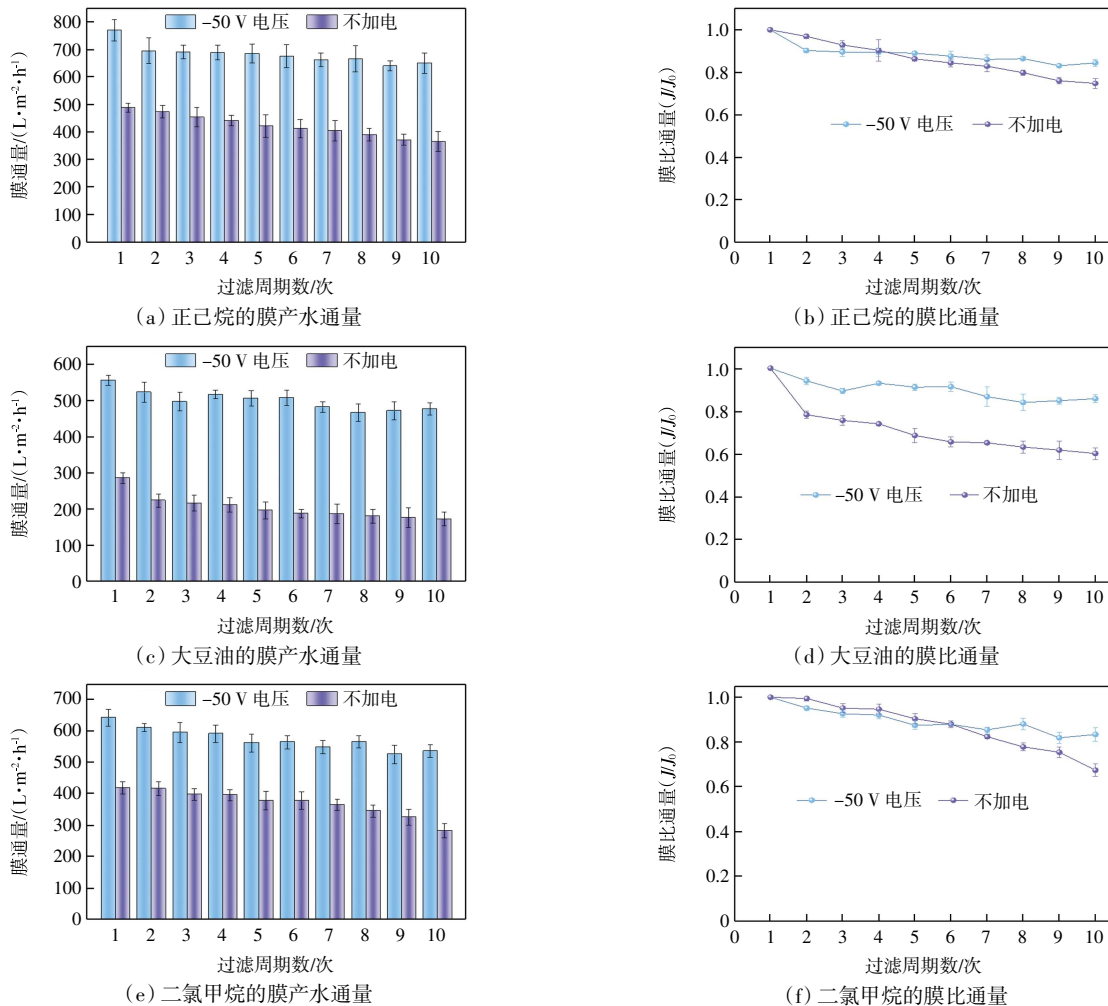 膜通量/(L·m⁻²·h⁻¹)
800
700
600
500
400
300
200
100
0
–50 V 电压 不加电
1 2 3 4 5 6 7 8 9 10
过滤周期数/次
(a)正己烷的膜产水通量
膜比通量(J/J₀)
1.0
0.8
0.6
0.4
0.2
0
–50 V 电压 不加电
0 1 2 3 4 5 6 7 8 9 10
过滤周期数/次
(b)正己烷的膜比通量
膜通量/(L·m⁻²·h⁻¹)
600
500
400
300
200
100
0
–50 V 电压 不加电
1 2 3 4 5 6 7 8 9 10
过滤周期数/次
(c)大豆油的膜产水通量
膜比通量(J/J₀)
1.0
0.8
0.6
0.4
0.2
0
–50 V 电压 不加电
0 1 2 3 4 5 6 7 8 9 10
过滤周期数/次
(d)大豆油的膜比通量
膜通量/(L·m⁻²·h⁻¹)
700
600
500
400
300
200
100
0
–50 V 电压 不加电
1 2 3 4 5 6 7 8 9 10
过滤周期数/次
(e)二氯甲烷的膜产水通量
膜比通量(J/J₀)
1.0
0.8
0.6
0.4
0.2
0
–50 V 电压 不加电
0 1 2 3 4 5 6 7 8 9 10
过滤周期数/次
(f)二氯甲烷的膜比通量